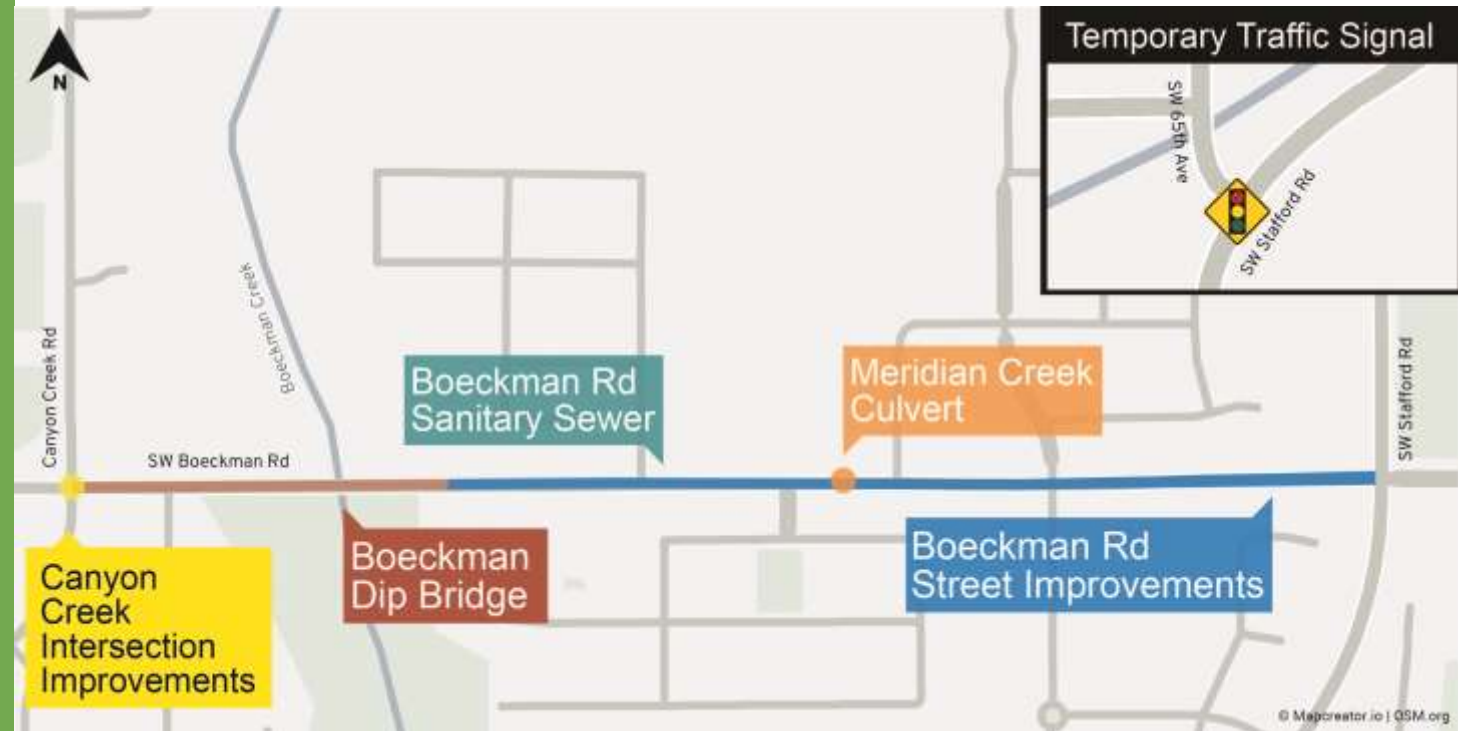 N
Temporary Traffic Signal
SW 65th Ave
SW Stafford Rd
Canyon Creek Rd
Boeckman Creek
SW Stafford Rd
Boeckman Rd
Sanitary Sewer
Meridian Creek
Culvert
SW Boeckman Rd
Canyon
Creek
Intersection
Improvements
Boeckman
Dip Bridge
Boeckman Rd
Street Improvements
© Mapcreator.io | OSM.org